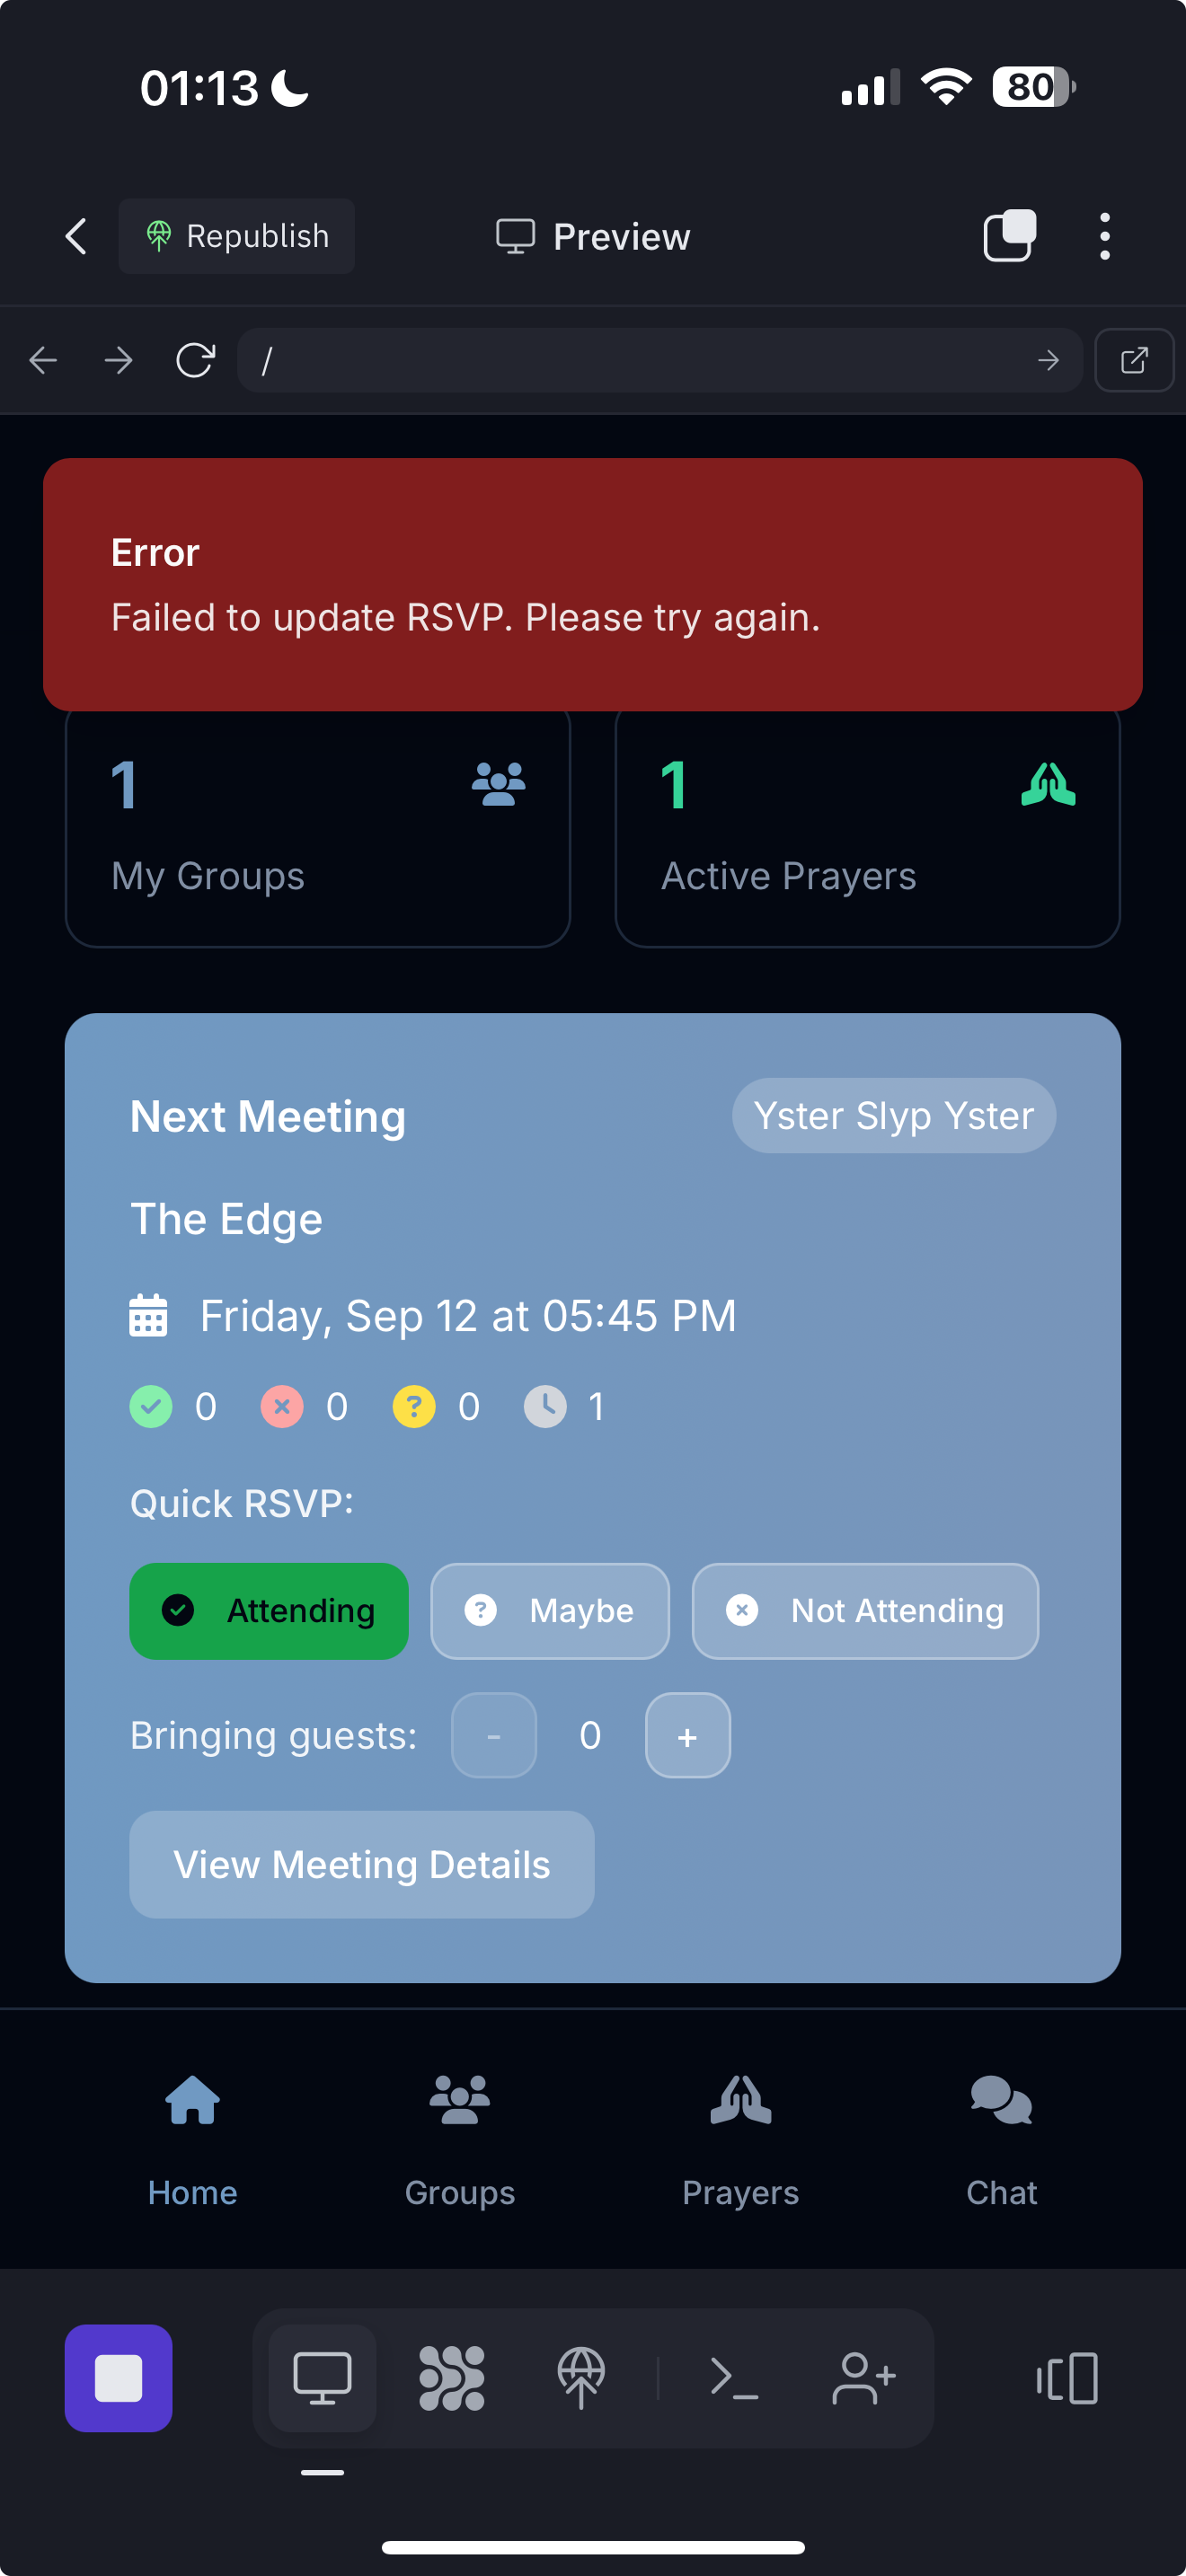 01:13
80
Republish
Preview
/
Error
Failed to update RSVP. Please try again.
1
1
My Groups
Active Prayers
Next Meeting
Yster Slyp Yster
The Edge
Friday, Sep 12 at 05:45 PM
0 0 0 1
Quick RSVP:
Attending
Maybe
Not Attending
Bringing guests: - 0 +
View Meeting Details
Home
Groups
Prayers
Chat